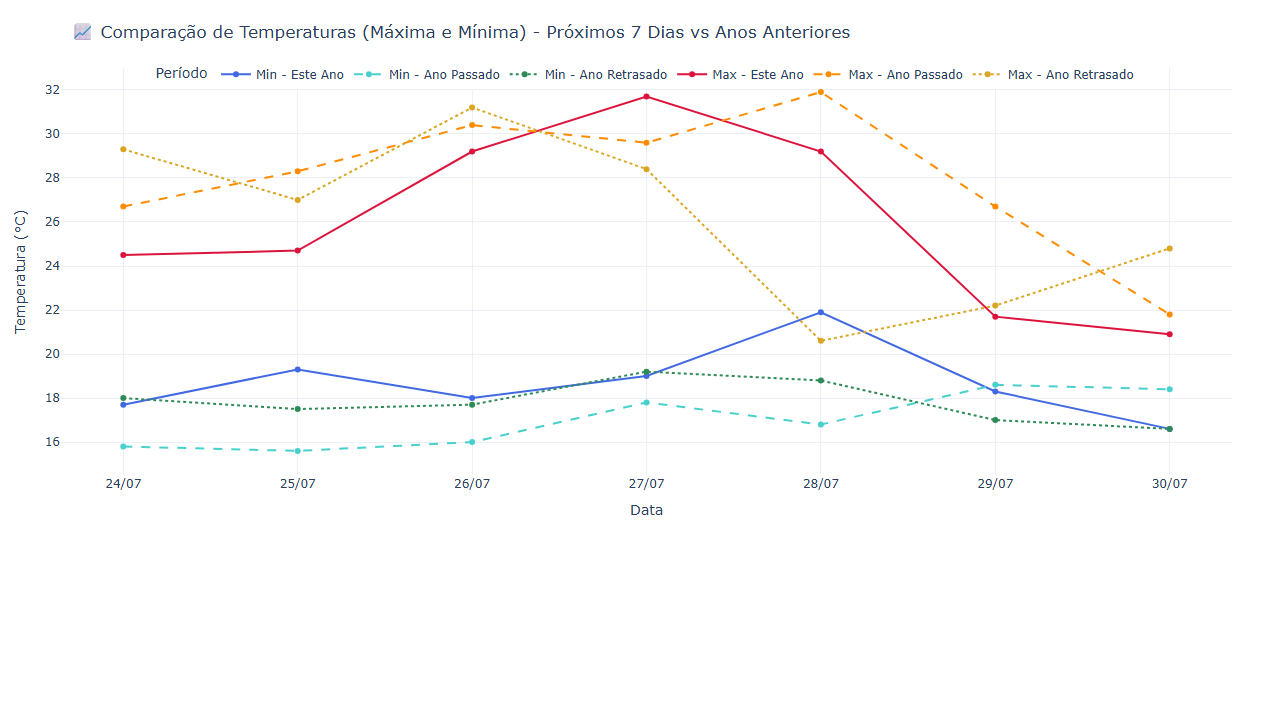 📈 Comparação de Temperaturas (Máxima e Mínima) - Próximos 7 Dias vs Anos Anteriores
Período Min - Este Ano Min - Ano Passado Min - Ano Retrasado Max - Este Ano Max - Ano Passado Max - Ano Retrasado
32
30
28
26
24
22
20
18
16
Temperatura (°C)
24/07 25/07 26/07 27/07 28/07 29/07 30/07
Data